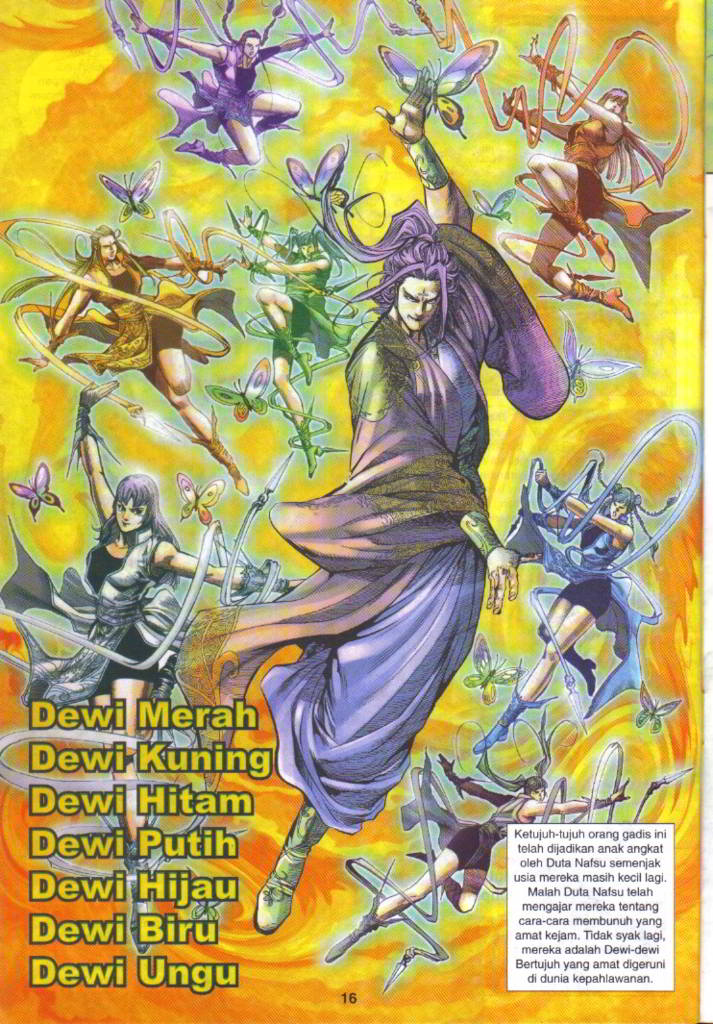 Dewi Merah
Dewi Kuning
Dewi Hitam
Dewi Putih
Dewi Hijau
Dewi Biru
Dewi Ungu
Ketujuh-tujuh orang gadis ini
telah dijadikan anak angkat
oleh Duta Nafsu semenjak
usia mereka masih kecil lagi.
Malah Duta Nafsu telah
mengajar mereka tentang
cara-cara membunuh yang
amat kejam. Tidak syak lagi,
mereka adalah Dewi-dewi
Bertujuh yang amat digeruni
di dunia kepahlawanan.
16